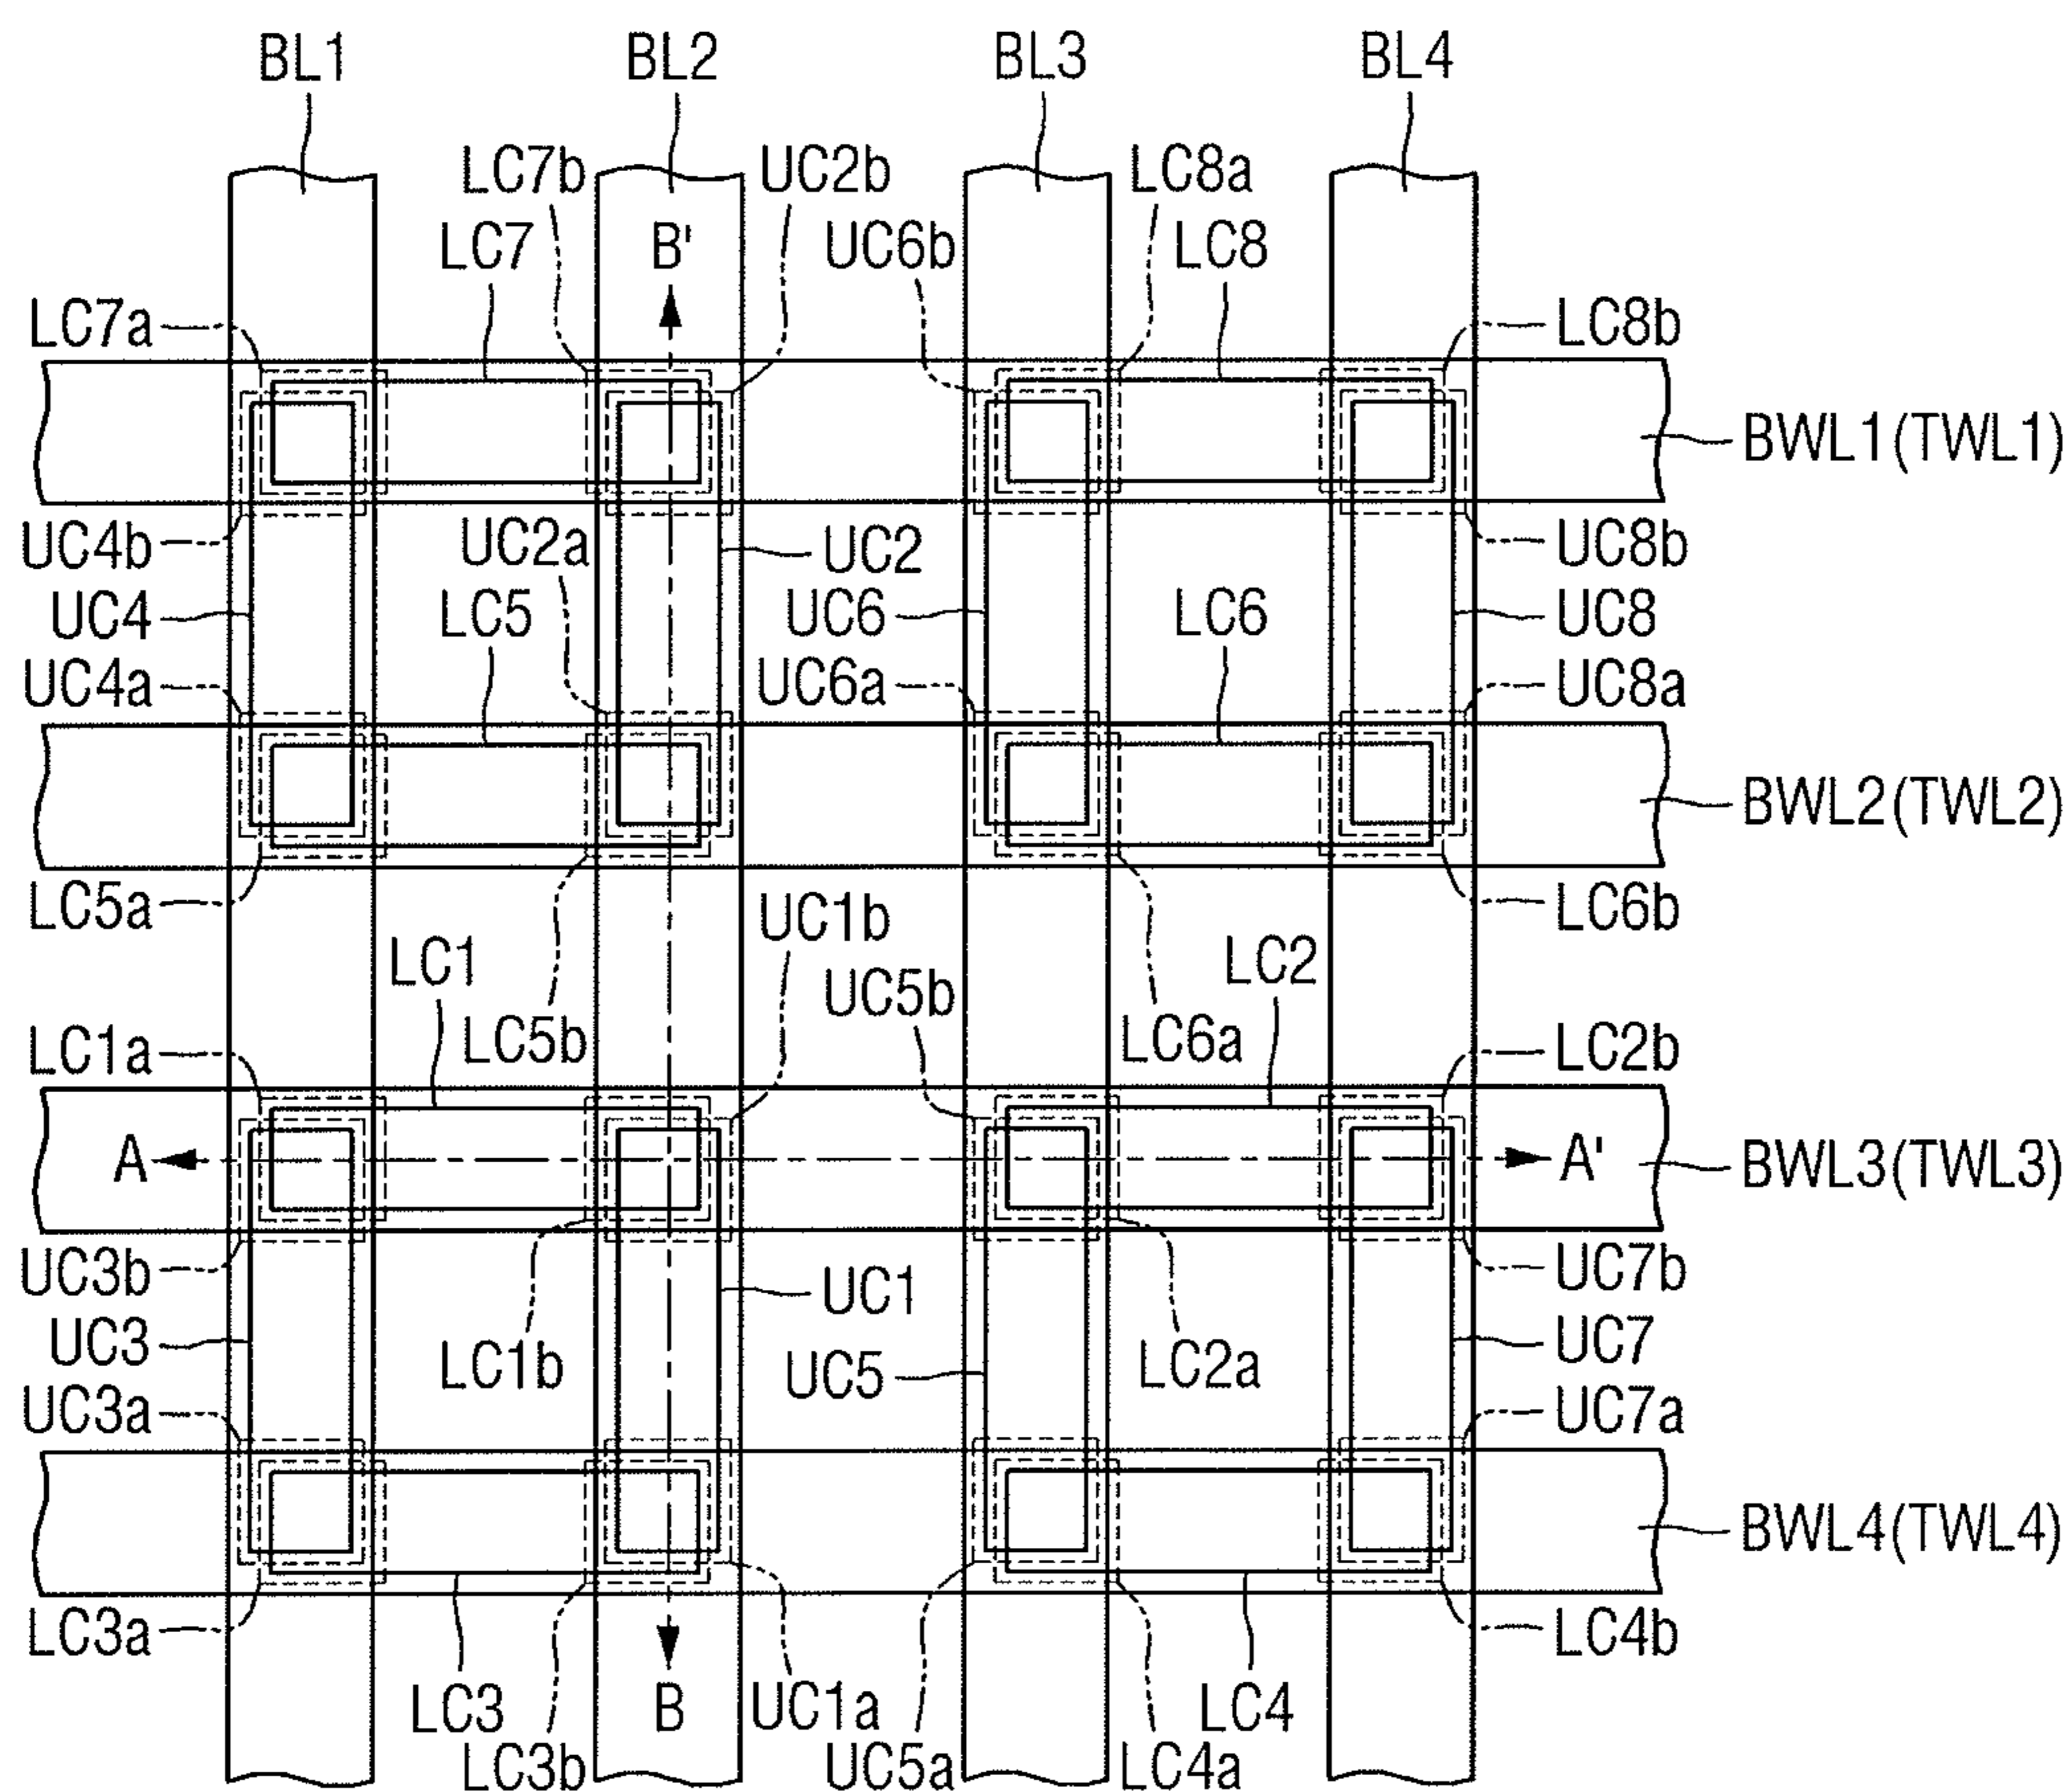 BL1 BL2 BL3 BL4
LC7b UC2b LC8a
LC7 B' UC6b LC8
LC7a LC8b
BWL1(TWL1)
UC4b UC2a UC2 UC8b
UC4 LC5 UC6 LC6 UC8
UC4a UC6a UC8a
BWL2(TWL2)
LC5a UC1b LC6b
LC1 UC5b LC2
LC1a LC5b LC6a LC2b
A A' BWL3(TWL3)
UC3b UC1 UC7b
UC3 LC1b UC5 LC2a UC7
UC3a UC7a
BWL4(TWL4)
LC3a LC4b
LC3 B UC1a LC4
LC3b UC5a LC4a